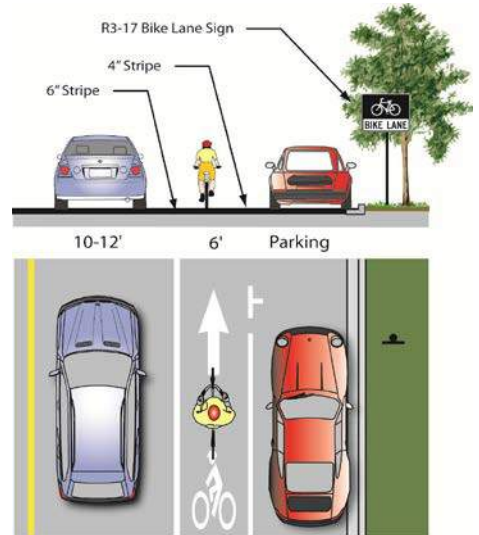 R3-17 Bike Lane Sign
4" Stripe
6" Stripe
BIKE LANE
10-12'
6'
Parking